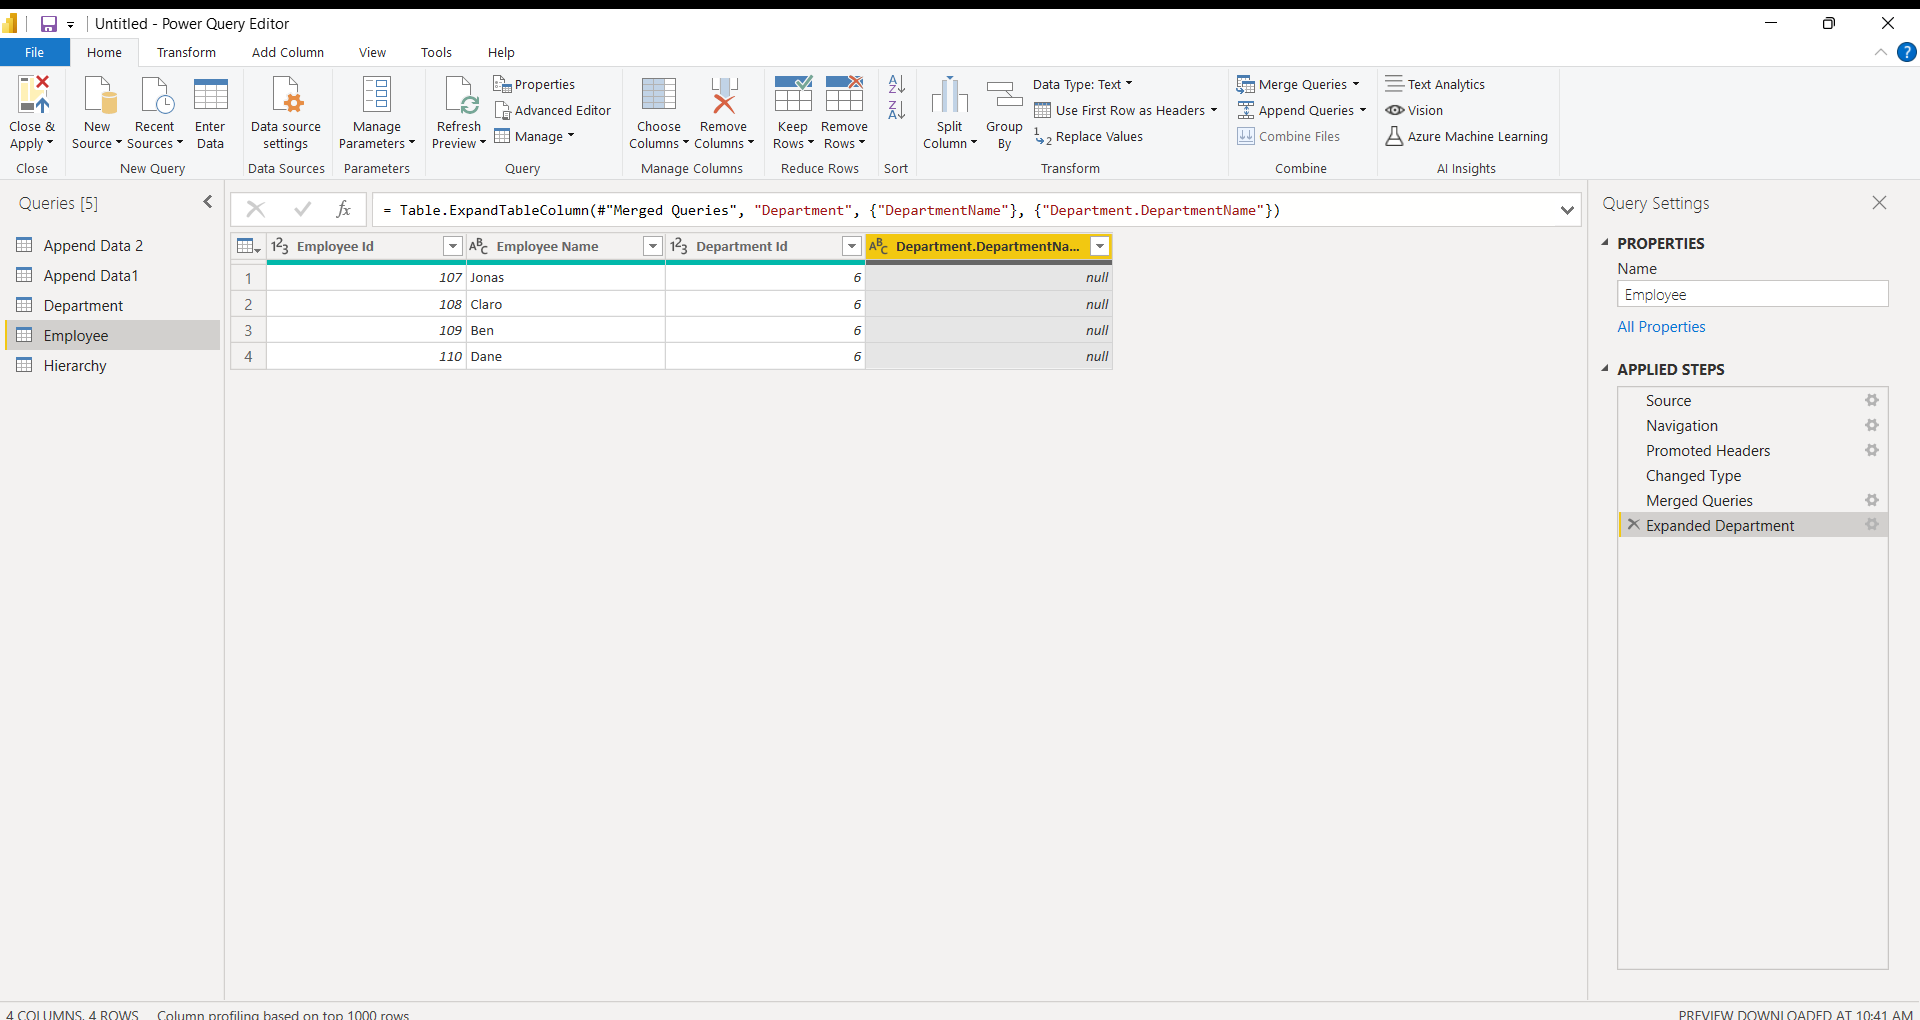 Untitled - Power Query Editor
File Home Transform Add Column View Tools Help
Close & Apply
Close
New Source
Recent Sources
Enter Data
New Query
Data source settings
Data Sources
Manage Parameters
Parameters
Refresh Preview
Properties
Advanced Editor
Manage
Query
Choose Columns
Remove Columns
Manage Columns
Keep Rows
Remove Rows
Reduce Rows
Sort
Split Column
Group By
Data Type: Text
Use First Row as Headers
Replace Values
Transform
Merge Queries
Append Queries
Combine Files
Combine
Text Analytics
Vision
Azure Machine Learning
AI Insights
Queries [5]
Append Data 2
Append Data1
Department
Employee
Hierarchy
= Table.ExpandTableColumn(#"Merged Queries", "Department", {"DepartmentName"}, {"Department.DepartmentName"})
Employee Id Employee Name Department Id Department.DepartmentNa...
1 107 Jonas 6 null
2 108 Claro 6 null
3 109 Ben 6 null
4 110 Dane 6 null
Query Settings
PROPERTIES
Name
Employee
All Properties
APPLIED STEPS
Source
Navigation
Promoted Headers
Changed Type
Merged Queries
Expanded Department
4 COLUMNS, 4 ROWS Column profiling based on top 1000 rows
PREVIEW DOWNLOADED AT 10:41 AM